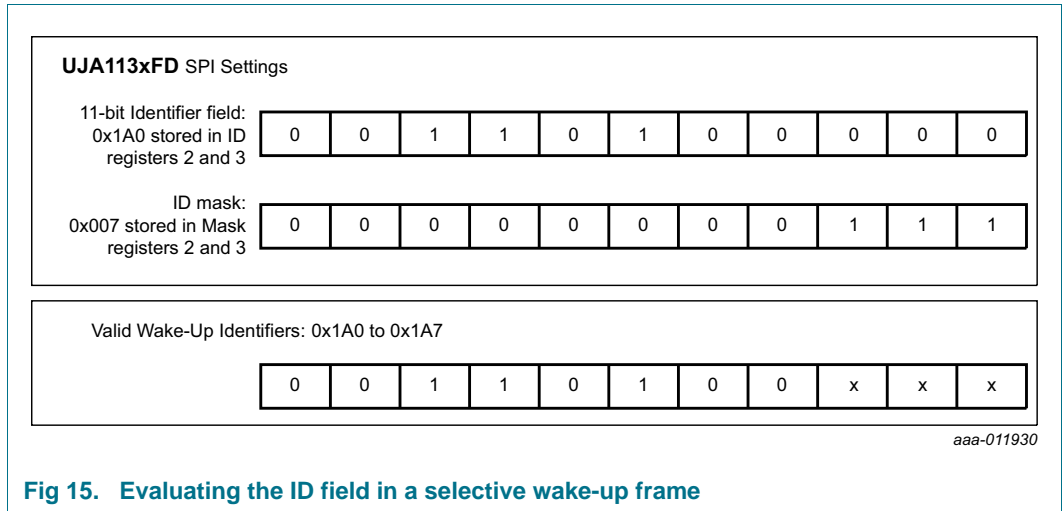 UJA113xFD SPI Settings
11-bit Identifier field:
0x1A0 stored in ID
registers 2 and 3
0 0 1 1 0 1 0 0 0 0 0
ID mask:
0x007 stored in Mask
registers 2 and 3
0 0 0 0 0 0 0 0 1 1 1
Valid Wake-Up Identifiers: 0x1A0 to 0x1A7
0 0 1 1 0 1 0 0 x x x
aaa-011930
Fig 15. Evaluating the ID field in a selective wake-up frame